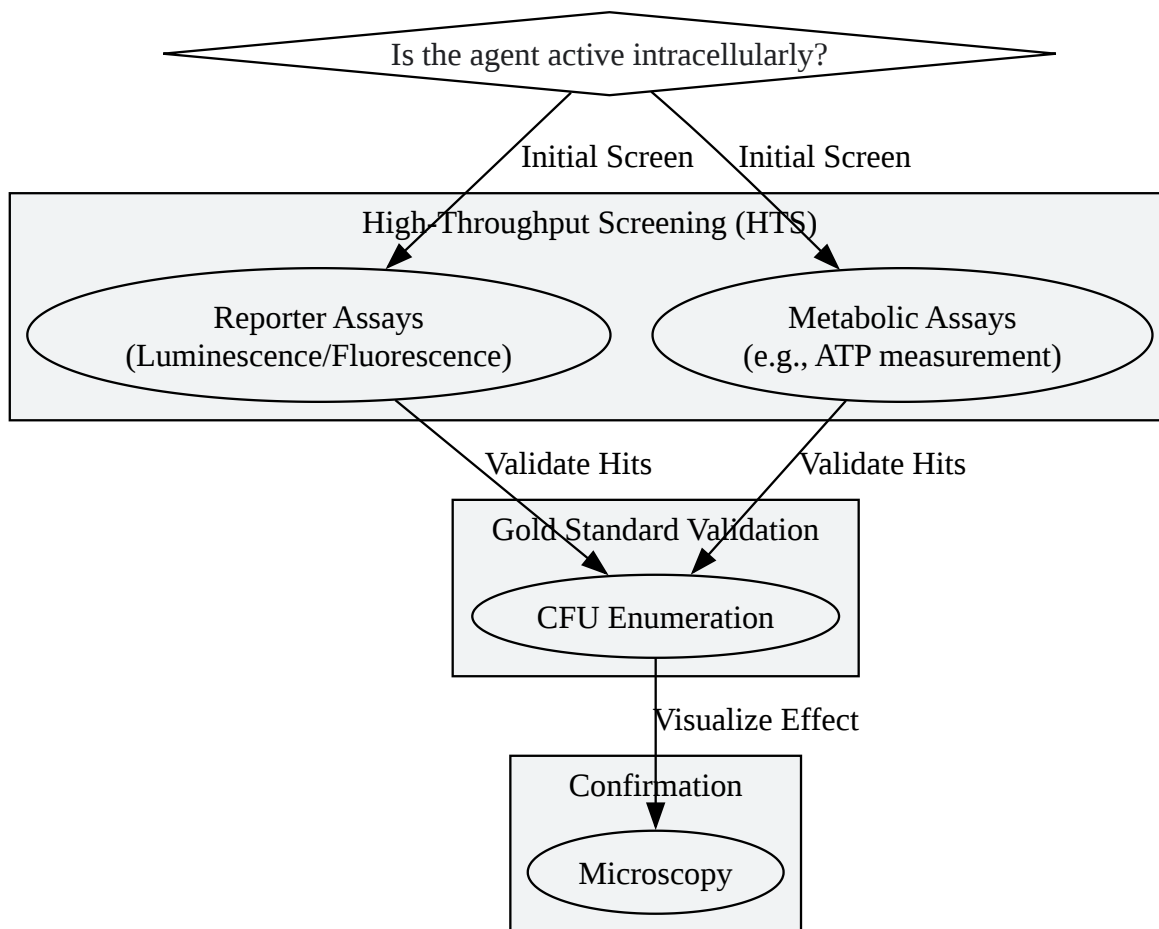 Is the agent active intracellularly?
Initial Screen
Initial Screen
High-Throughput Screening (HTS)
Reporter Assays
(Luminescence/Fluorescence)
Metabolic Assays
(e.g., ATP measurement)
Validate Hits
Validate Hits
Gold Standard Validation
CFU Enumeration
Visualize Effect
Confirmation
Microscopy